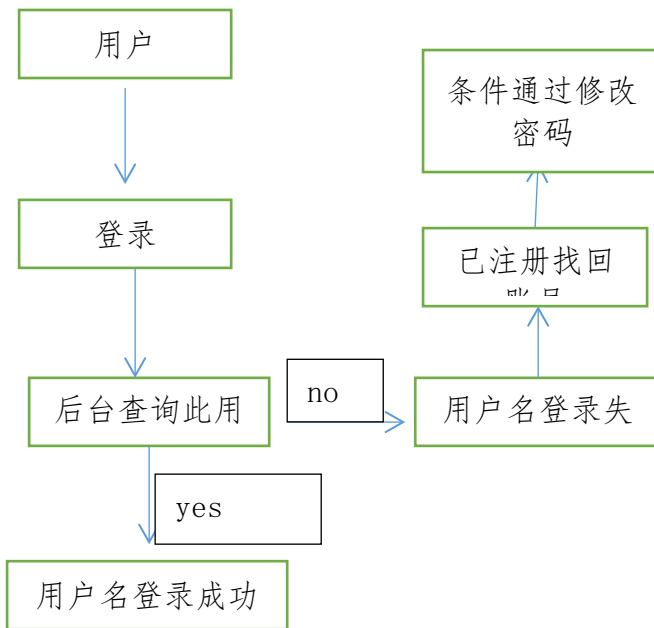 用户
条件通过修改
密码
登录
已注册找回
后台查询此用
no
用户名登录失
yes
用户名登录成功